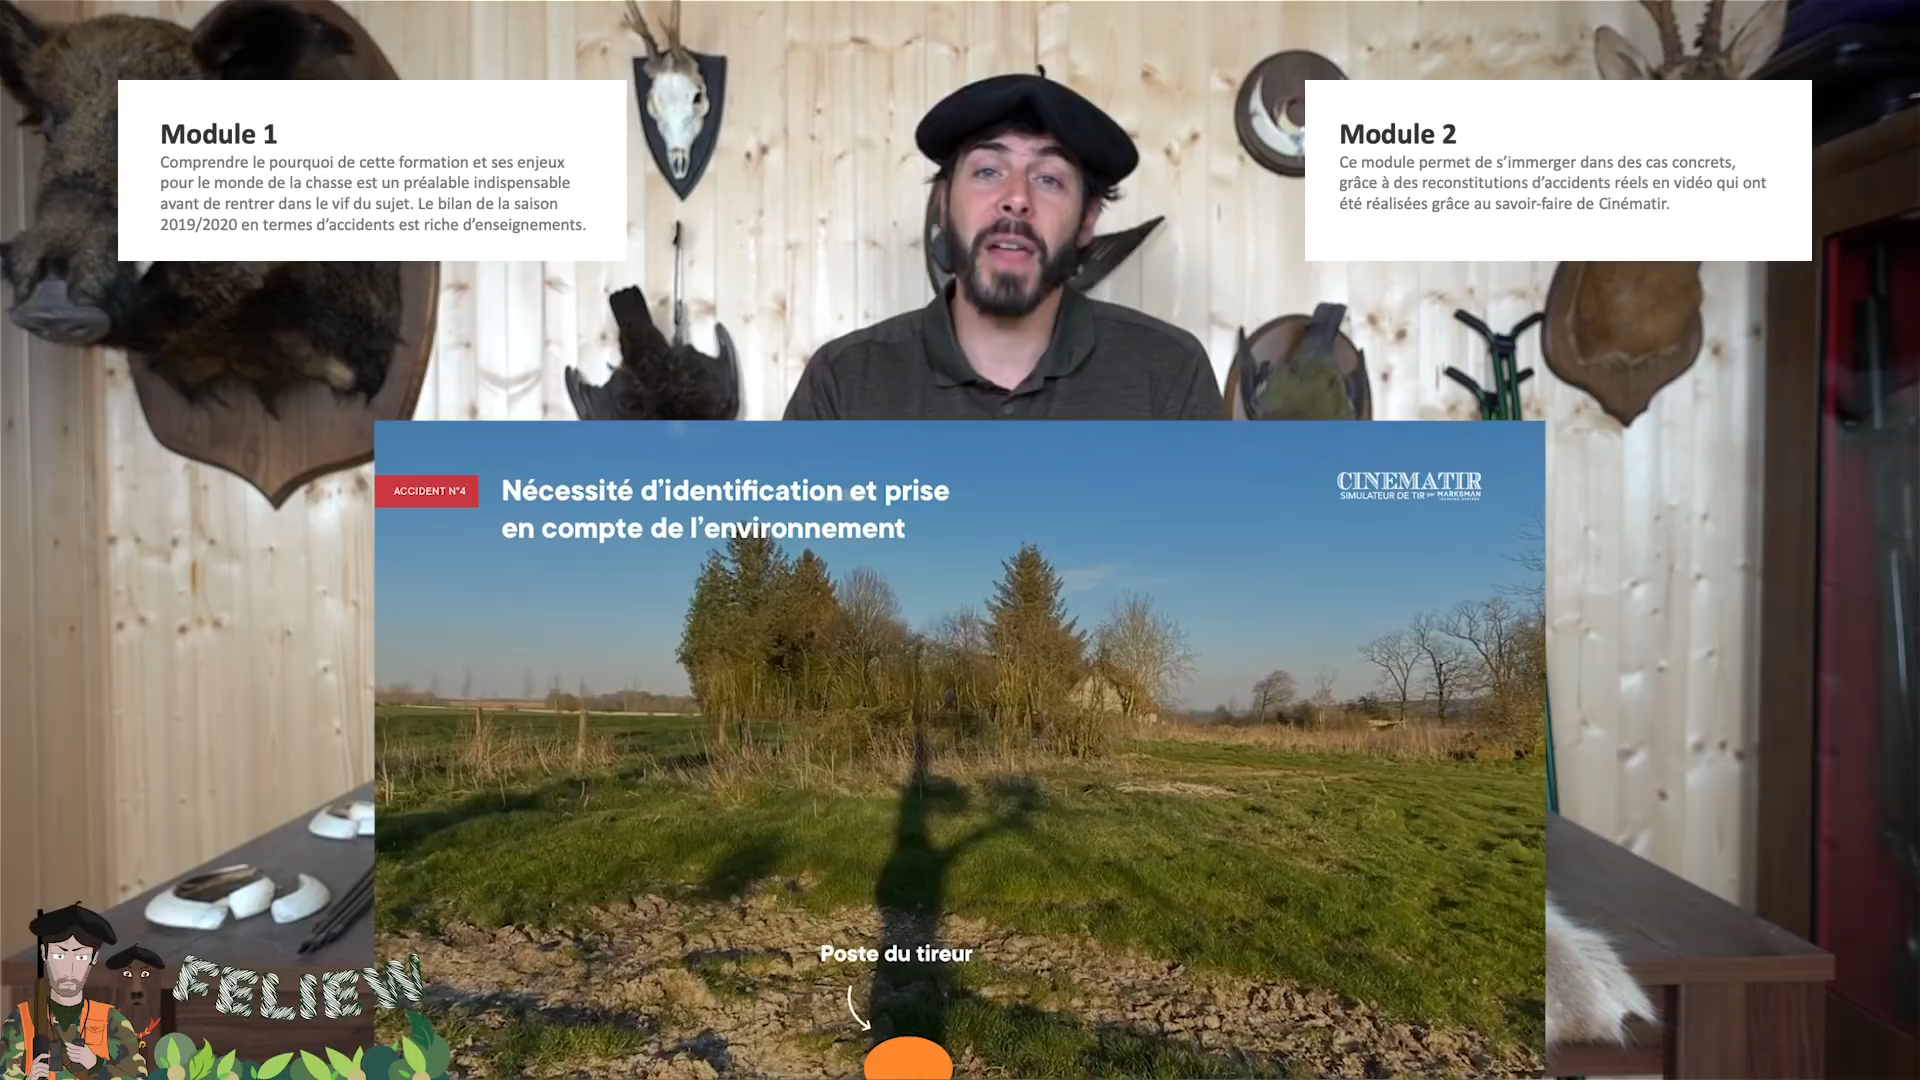 Module 1
Comprendre le pourquoi de cette formation et ses enjeux
pour le monde de la chasse est un préalable indispensable
avant de rentrer dans le vif du sujet. Le bilan de la saison
2019/2020 en termes d’accidents est riche d’enseignements.
Module 2
Ce module permet de s’immerger dans des cas concrets,
grâce à des reconstitutions d’accidents réels en vidéo qui ont
été réalisées grâce au savoir-faire de Cinématir.
ACCIDENT N°4
Nécessité d’identification et prise
en compte de l’environnement
CINEMATIR
SIMULATEUR DE TIR par MARKSMAN
Poste du tireur
FELIEW